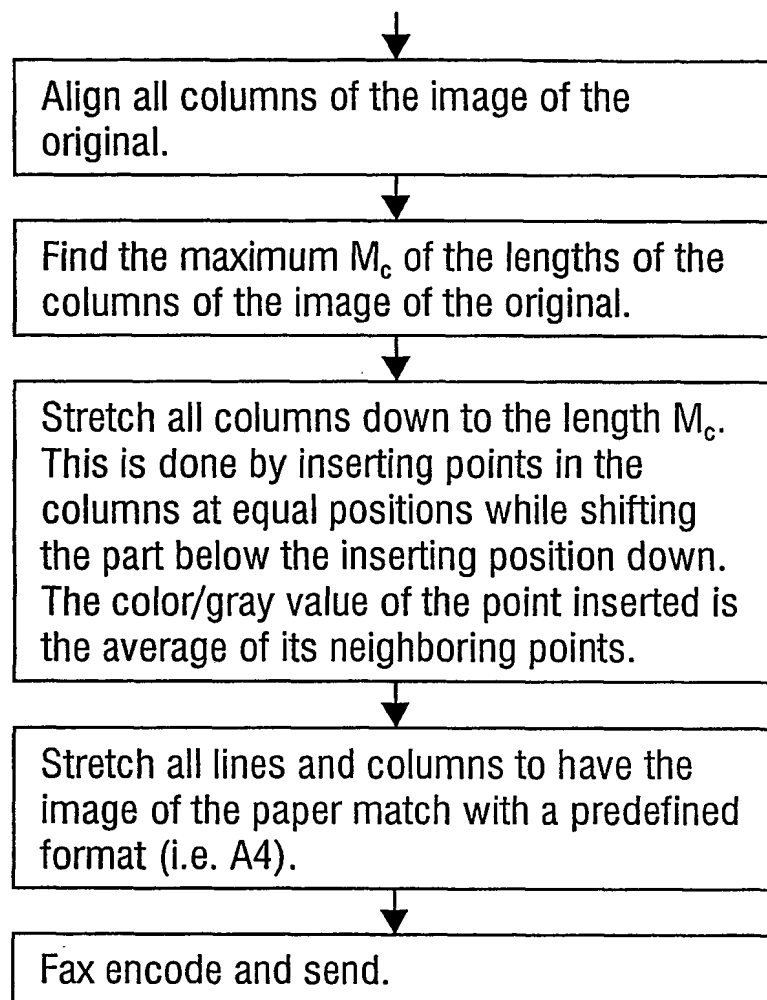 Align all columns of the image of the
original.
Find the maximum Mc of the lengths of the
columns of the image of the original.
Stretch all columns down to the length Mc.
This is done by inserting points in the
columns at equal positions while shifting
the part below the inserting position down.
The color/gray value of the point inserted is
the average of its neighboring points.
Stretch all lines and columns to have the
image of the paper match with a predefined
format (i.e. A4).
Fax encode and send.